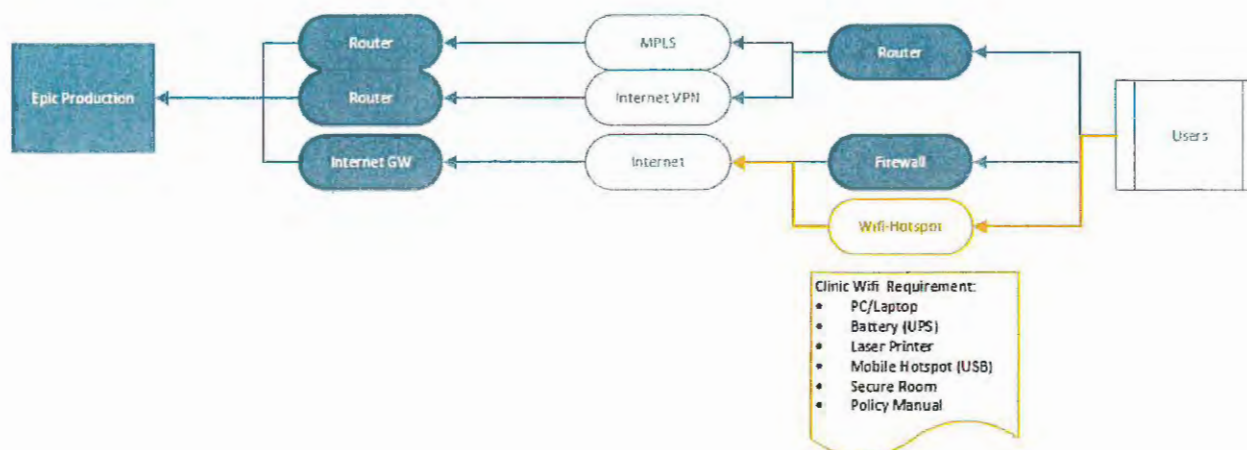 Router
MPLS
Router
Epic Production
Router
Internet VPN
Users
Internet GW
Internet
Firewall
Wifi-Hotspot
Clinic Wifi Requirement:
• PC/Laptop
• Battery (UPS)
• Laser Printer
• Mobile Hotspot (USB)
• Secure Room
• Policy Manual